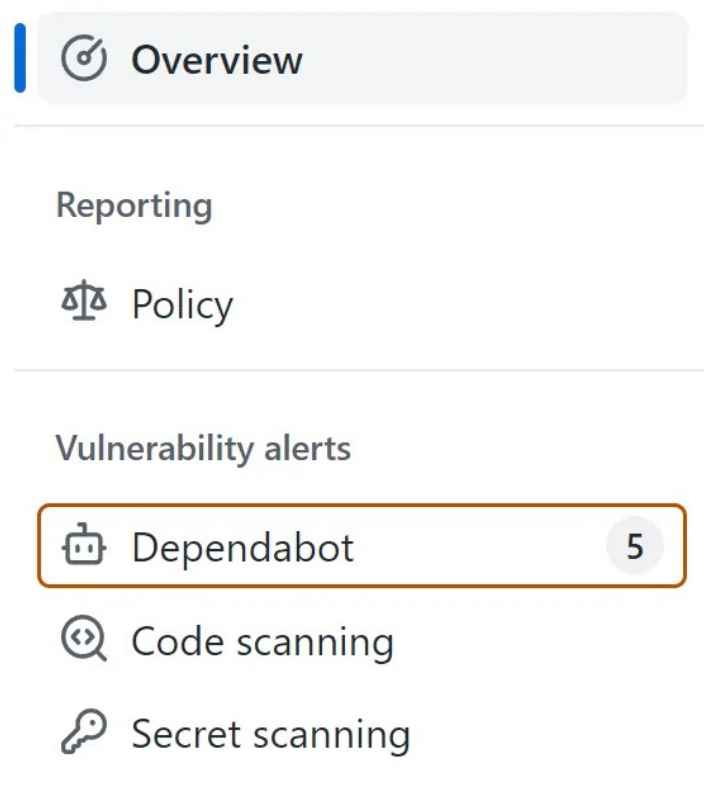 Overview
Reporting
Policy
Vulnerability alerts
Dependabot 5
Code scanning
Secret scanning